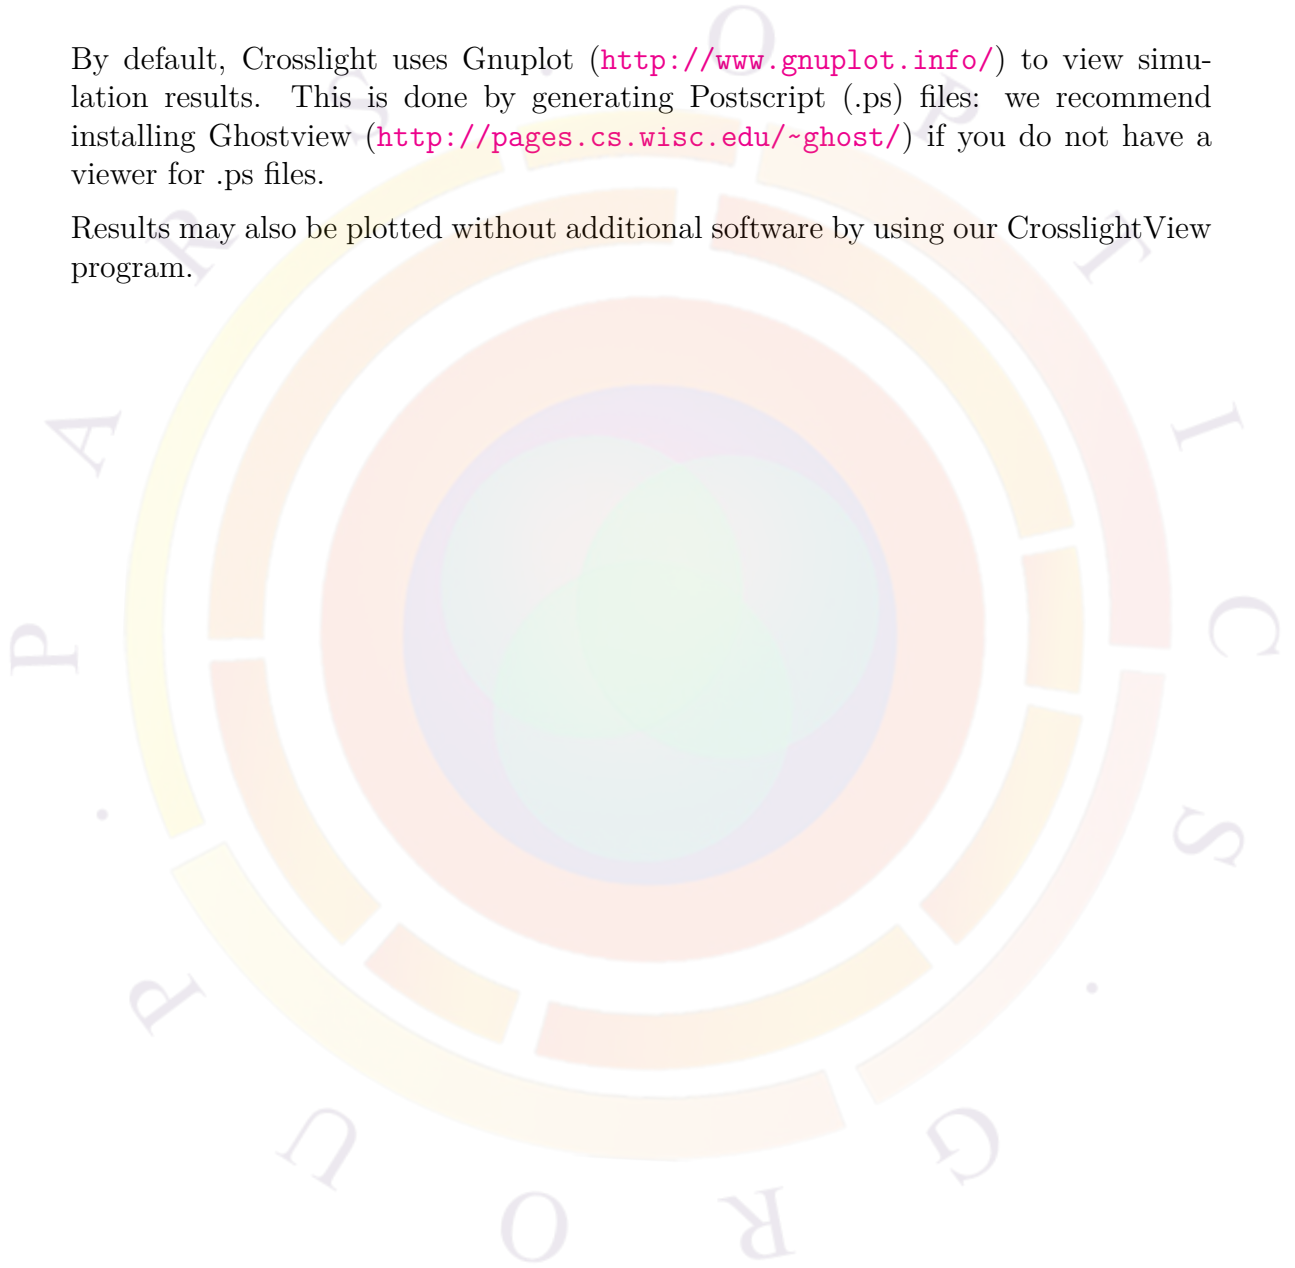 By default, Crosslight uses Gnuplot (http://www.gnuplot.info/) to view simu-
lation results. This is done by generating Postscript (.ps) files: we recommend
installing Ghostview (http://pages.cs.wisc.edu/~ghost/) if you do not have a
viewer for .ps files.
Results may also be plotted without additional software by using our CrosslightView
program.
P A R S · O P T I C S · G R O U P P ·